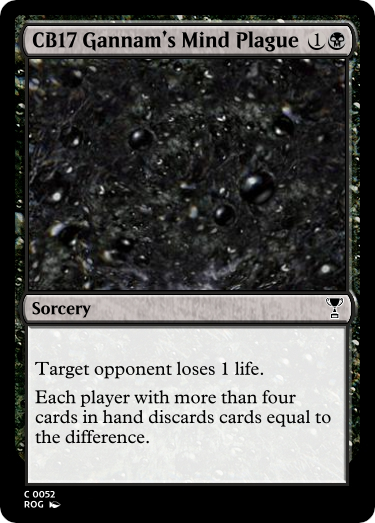 CB17 Gannam's Mind Plague 1
Sorcery
Target opponent loses 1 life.
Each player with more than four
cards in hand discards cards equal to
the difference.
C 0052
ROG